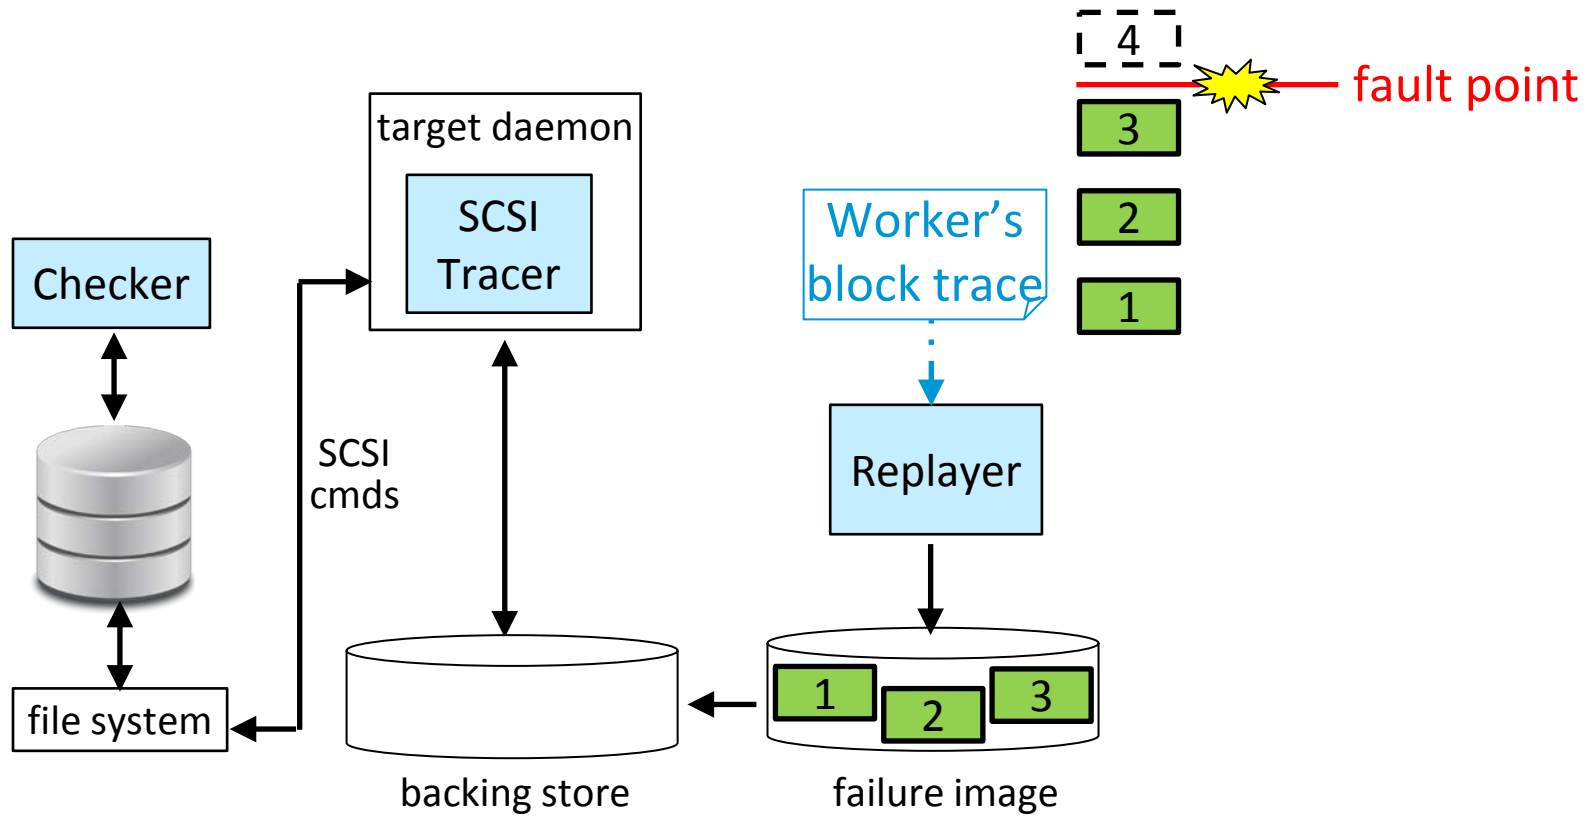 4
fault point
3
target daemon
SCSI
Tracer
Worker’s
block trace
2
1
Checker
SCSI
cmds
Replayer
file system
1
2
3
backing store
failure image